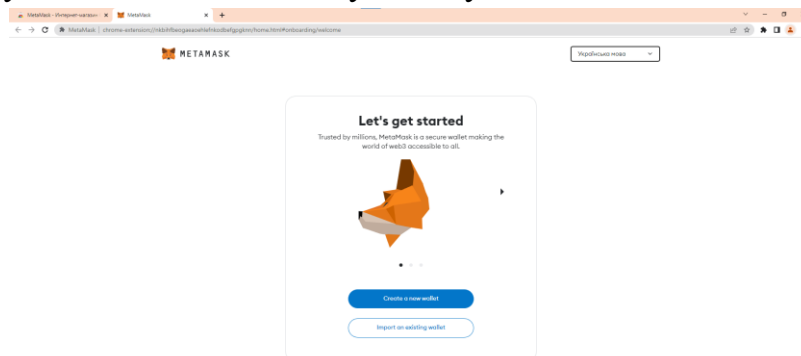 MetaMask - Интернет-магазин
MetaMask
MetaMask | chrome-extension://nkbihfbeogaeaoehlefnkodbefgpgknn/home.html#onboarding/welcome
METAMASK
Українська мова
Let's get started
Trusted by millions, MetaMask is a secure wallet making the
world of web3 accessible to all.
Create a new wallet
Import an existing wallet